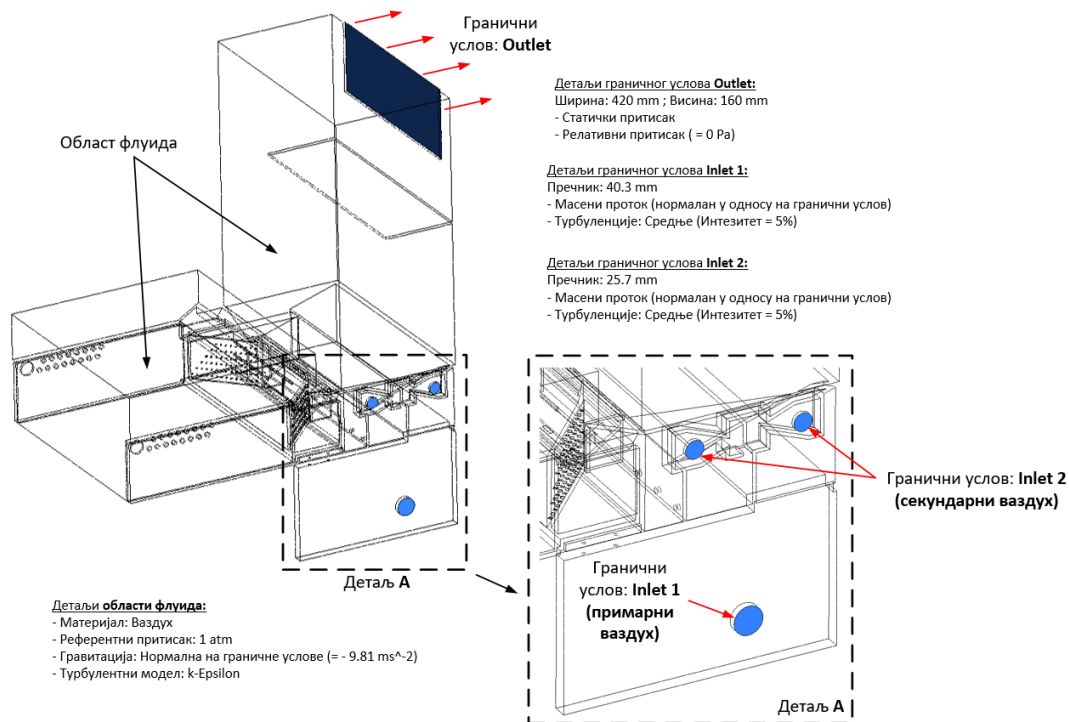 Гранични
услов: Outlet
Детаљи граничног услова Outlet:
Ширина: 420 mm ; Висина: 160 mm
- Статички притисак
- Релативни притисак ( = 0 Pa)
Област флуида
Детаљи граничног услова Inlet 1:
Пречник: 40.3 mm
- Масени проток (нормалан у односу на гранични услов)
- Турбуленције: Средње (Интезитет = 5%)
Детаљи граничног услова Inlet 2:
Пречник: 25.7 mm
- Масени проток (нормалан у односу на гранични услов)
- Турбуленције: Средње (Интезитет = 5%)
Гранични услов: Inlet 2
(секундарни ваздух)
Детаљ A
Гранични
услов: Inlet 1
(примарни
ваздух)
Детаљи области флуида:
- Материјал: Ваздух
- Референтни притисак: 1 atm
- Гравитација: Нормална на граничне услове (= - 9.81 ms^-2)
- Турбулентни модел: k-Epsilon
Детаљ A